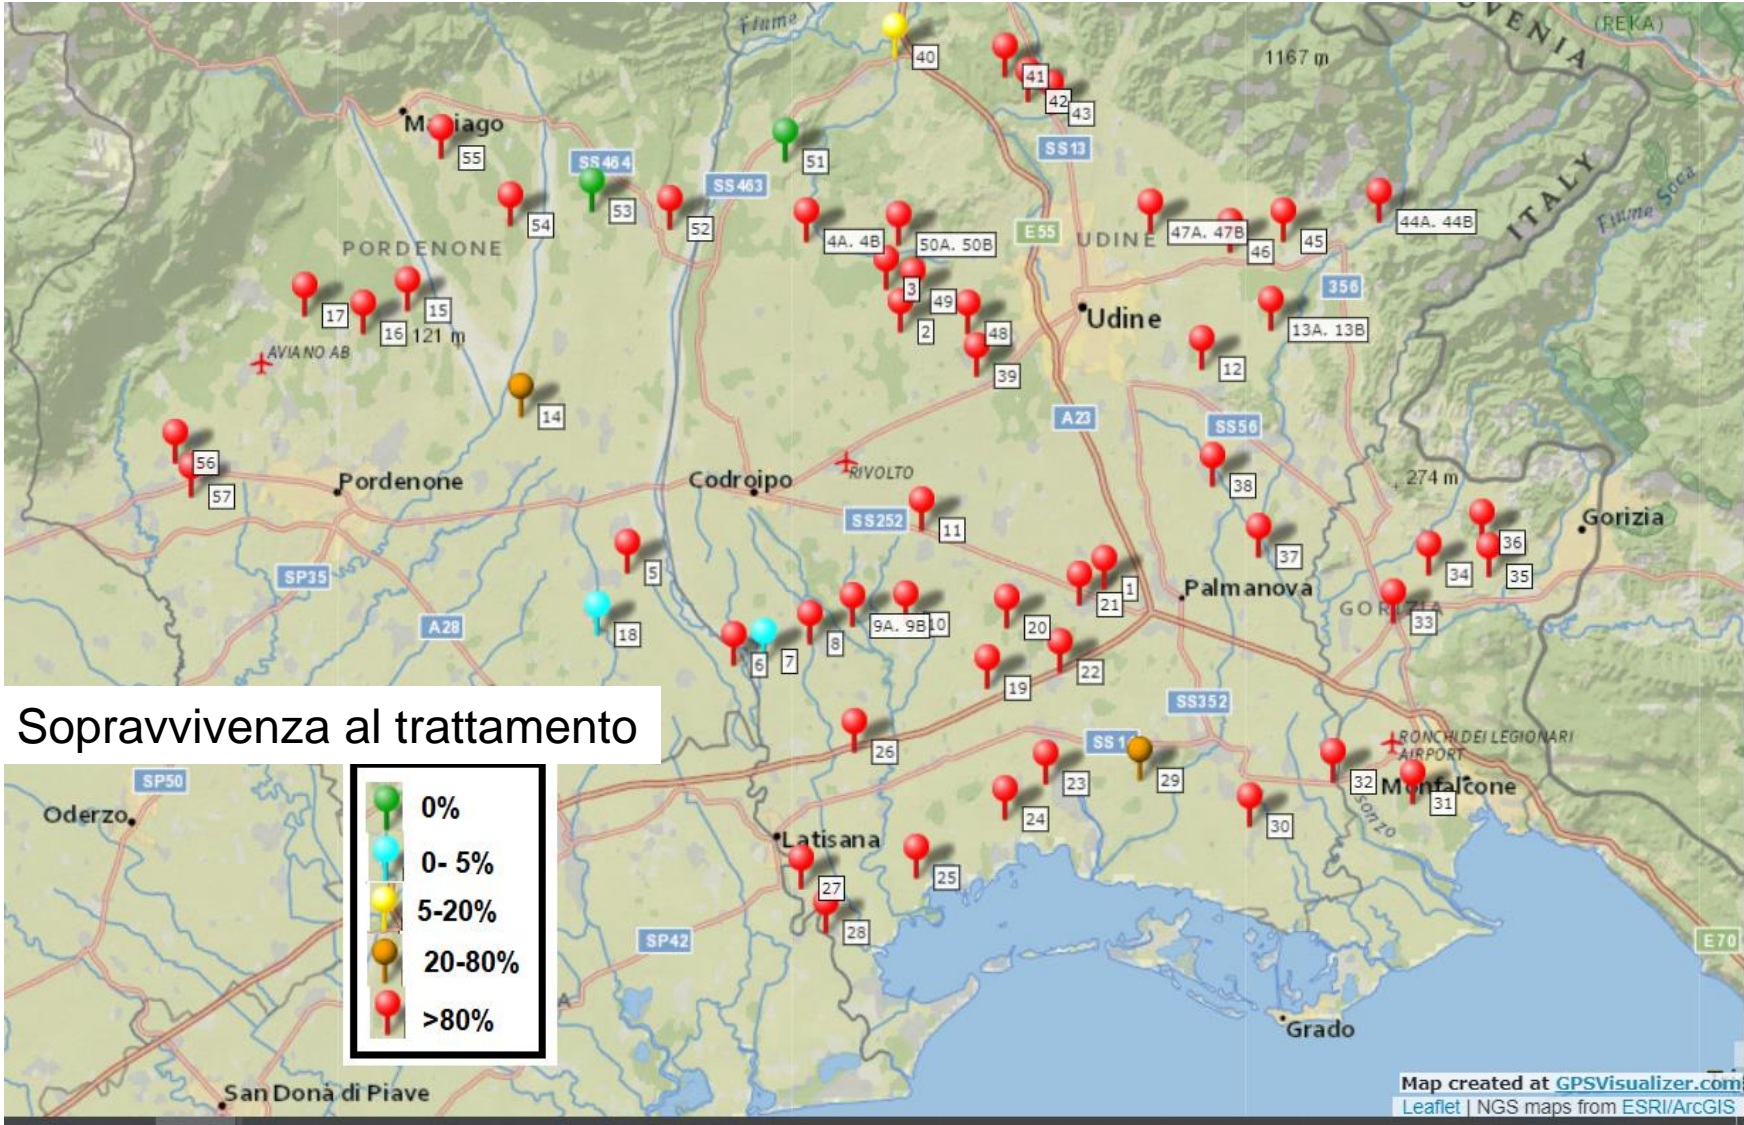 Fiume
OVENIA
(REKA)
40
1167 m
41
42
43
Maniago
55
SS464
51
SS13
SS463
Fiume Soca
ITALY
54
53
52
4A. 4B
50A. 50B
E55
UDINE
47A. 47B
46
45
44A. 44B
PORDENONE
3
49
356
17
16
15
121 m
2
48
Udine
13A. 13B
AVIANO AB
39
12
14
A23
SS56
56
57
Pordenone
Codroipo
RIVOLTO
38
274 m
SS252
11
Gorizia
36
37
34
35
SP35
5
1
21
Palmanova
GORIZIA
A28
18
6
7
8
9A. 9B
10
20
33
19
22
SS352
Sopravvivenza al trattamento
26
SS14
RONCHI DEI LEGIONARI
AIRPORT
SP50
23
29
32
Monfalcone
31
0%
Oderzo
24
30
sonzo
Latisana
0- 5%
25
27
5-20%
28
SP42
E70
20-80%
>80%
A
Grado
San Donà di Piave
Map created at GPSVisualizer.com
Leaflet | NGS maps from ESRI/ArcGIS